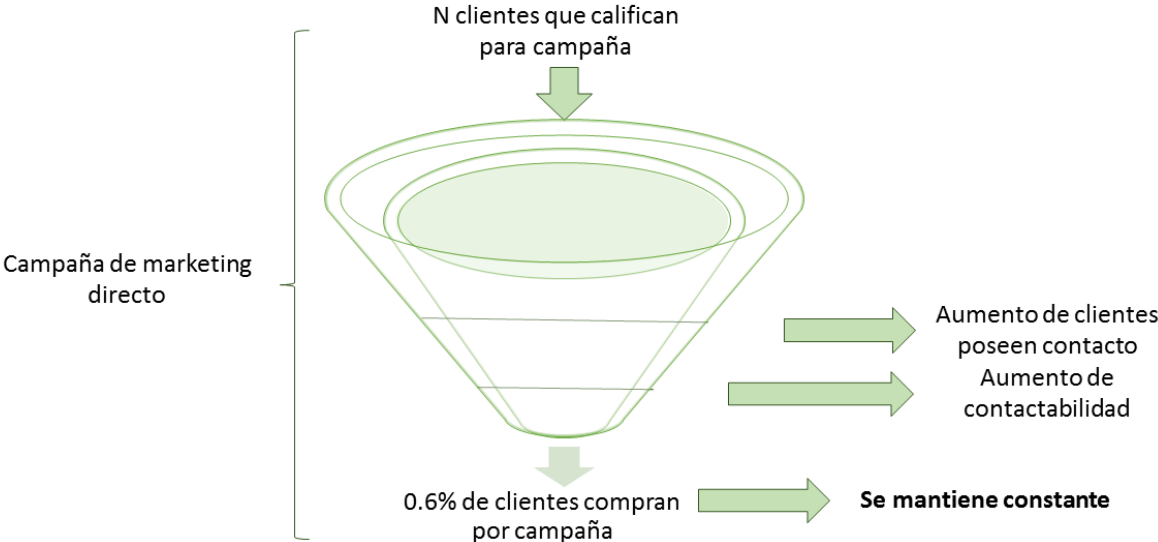 N clientes que califican
para campaña
Campaña de marketing
directo
Aumento de clientes
poseen contacto
Aumento de
contactabilidad
0.6% de clientes compran
por campaña
Se mantiene constante